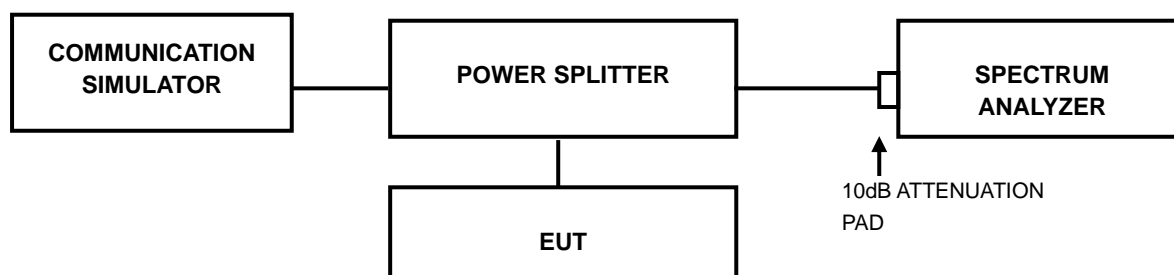 COMMUNICATION
SIMULATOR
POWER SPLITTER
SPECTRUM
ANALYZER
10dB ATTENUATION
PAD
EUT